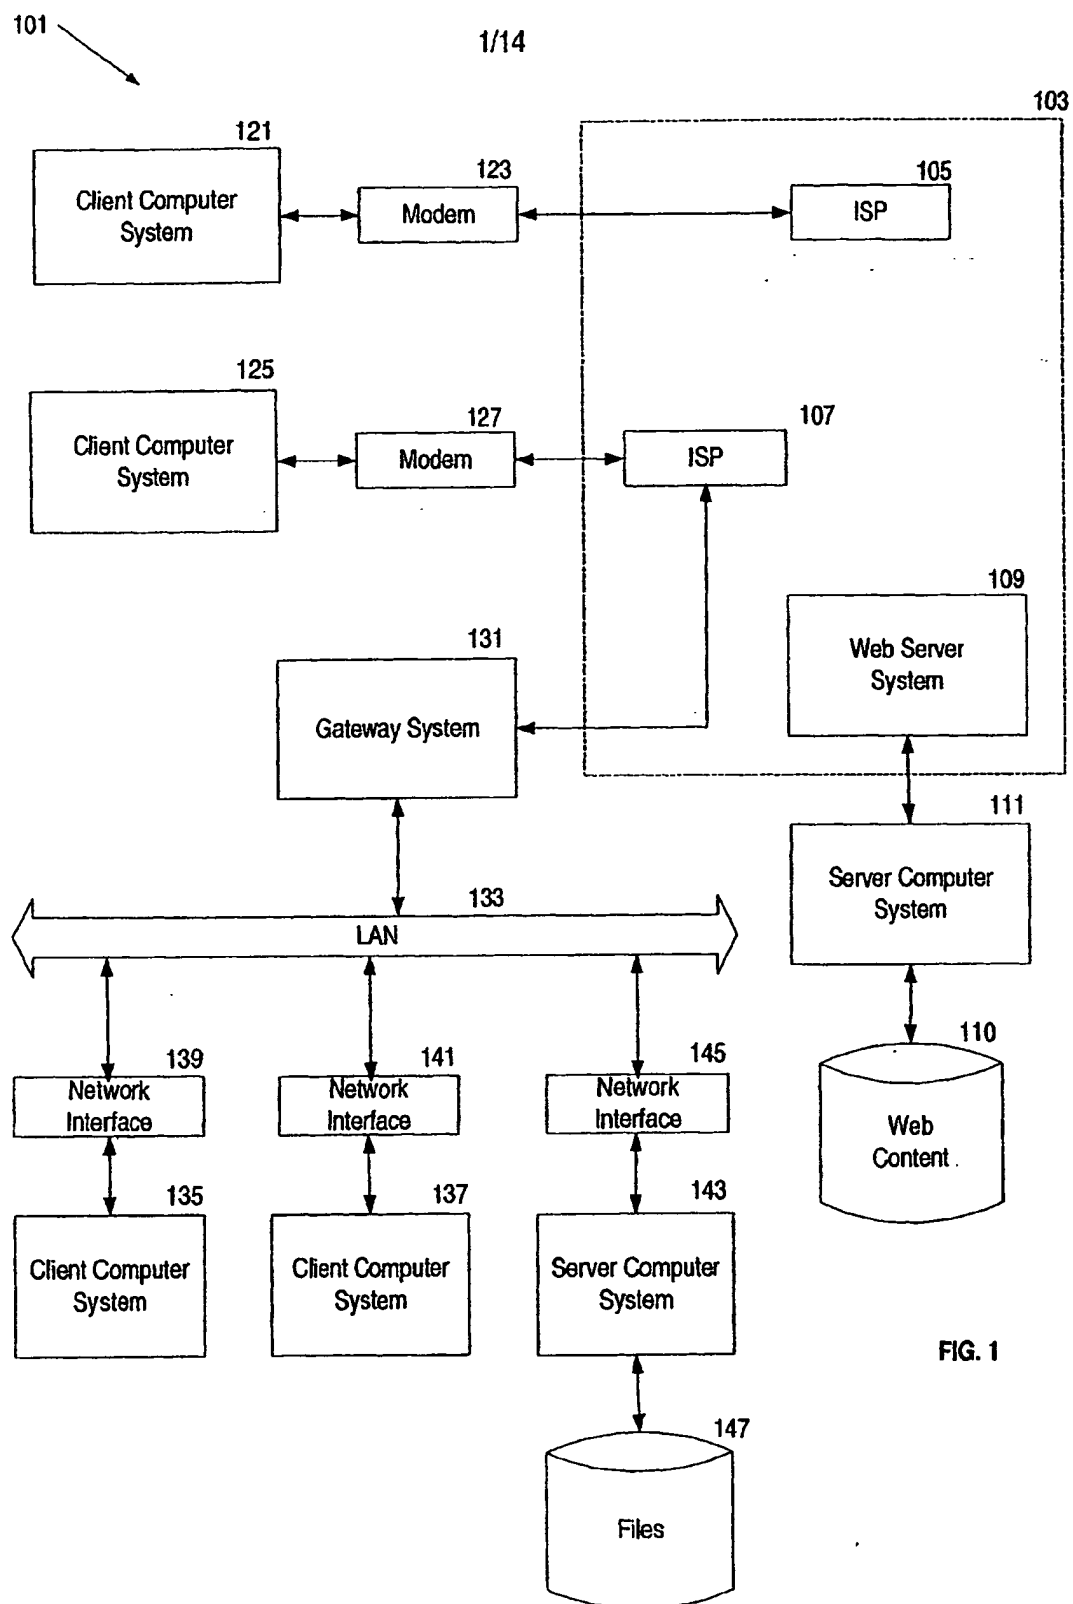 101
1/14
103
121
Client Computer
System
123
Modem
105
ISP
125
Client Computer
System
127
Modem
107
ISP
109
Web Server
System
131
Gateway System
111
Server Computer
System
133
LAN
110
Web
Content
139
Network
Interface
141
Network
Interface
145
Network
Interface
135
Client Computer
System
137
Client Computer
System
143
Server Computer
System
FIG. 1
147
Files